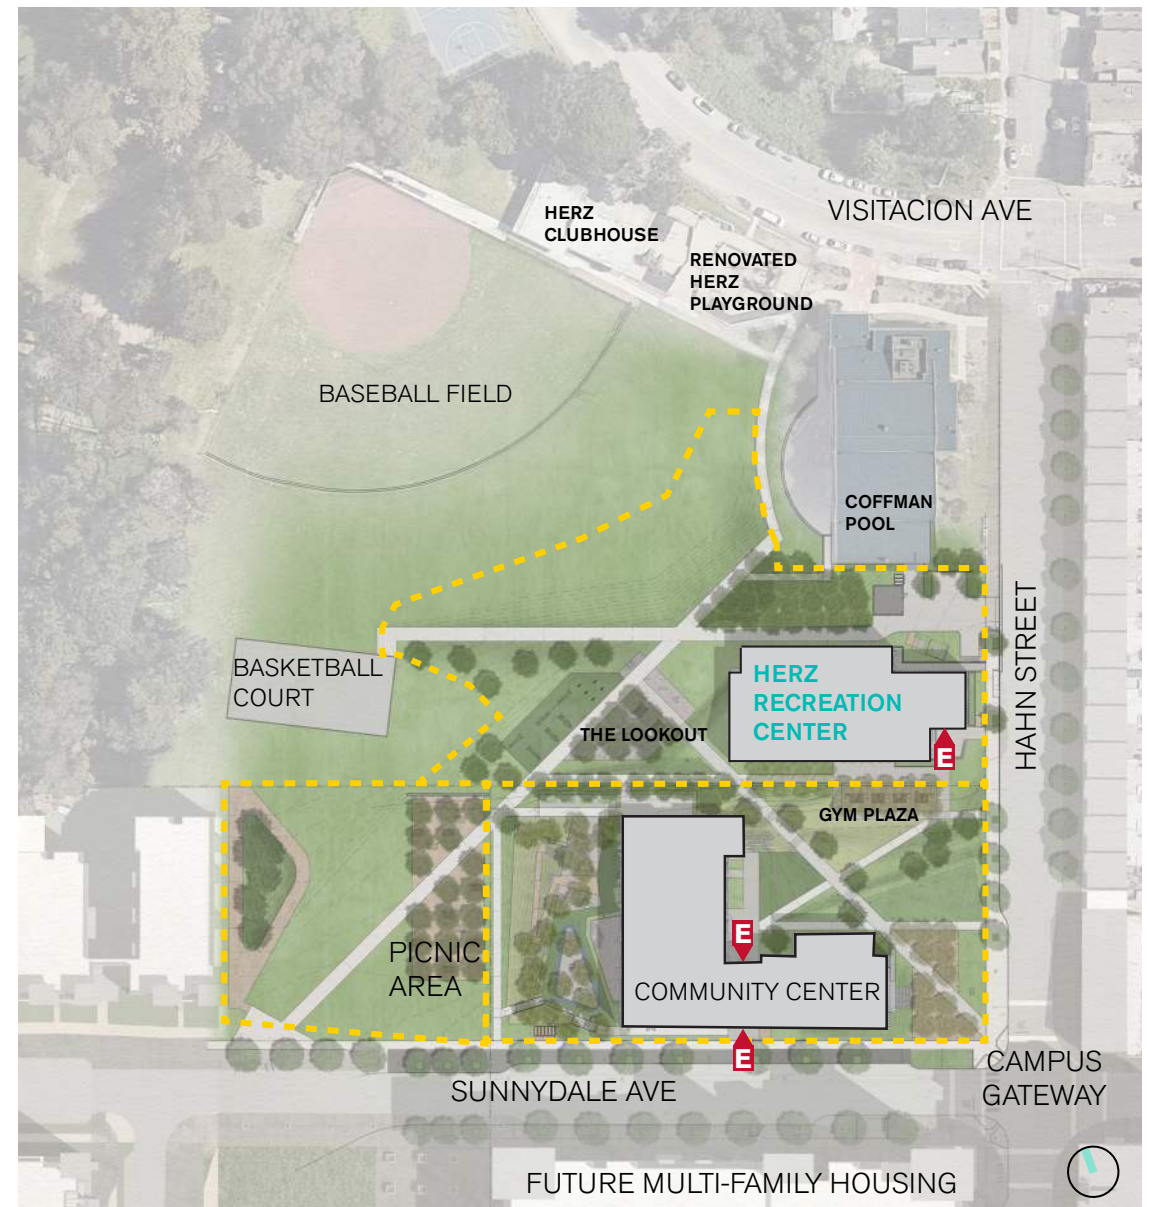 VISITACION AVE
HERZ
CLUBHOUSE
RENOVATED
HERZ
PLAYGROUND
BASEBALL FIELD
COFFMAN
POOL
HAHN STREET
BASKETBALL
COURT
HERZ
RECREATION
CENTER
THE LOOKOUT
E
GYM PLAZA
E
PICNIC
AREA
COMMUNITY CENTER
E
CAMPUS
GATEWAY
SUNNYDALE AVE
FUTURE MULTI-FAMILY HOUSING